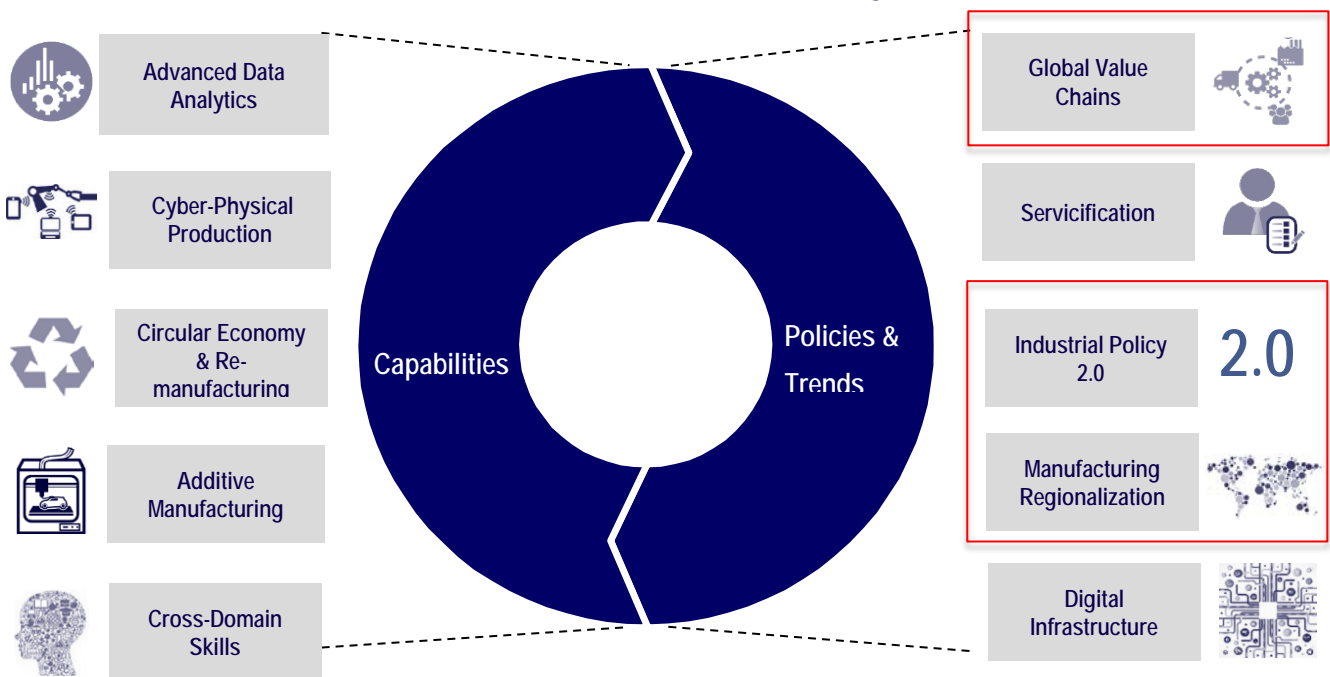 Advanced Data
Analytics
Cyber-Physical
Production
Circular Economy
& Re-
manufacturing
Additive
Manufacturing
Cross-Domain
Skills
Capabilities
Policies &
Trends
Global Value
Chains
Servicification
Industrial Policy
2.0
2.0
Manufacturing
Regionalization
Digital
Infrastructure